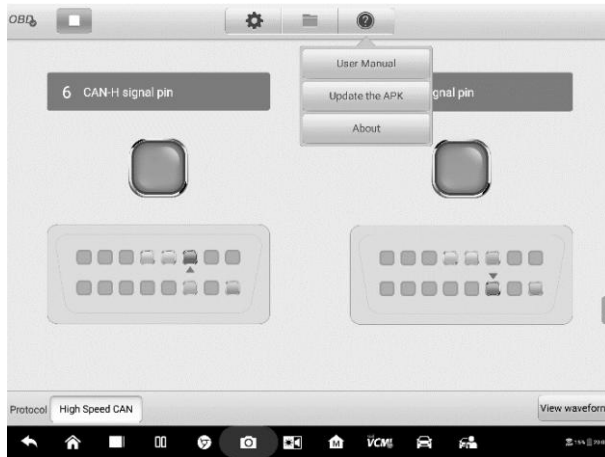 OBD
User Manual
6 CAN-H signal pin
Update the APK
gnal pin
About
Protocol
High Speed CAN
View waveform
M
VCMI